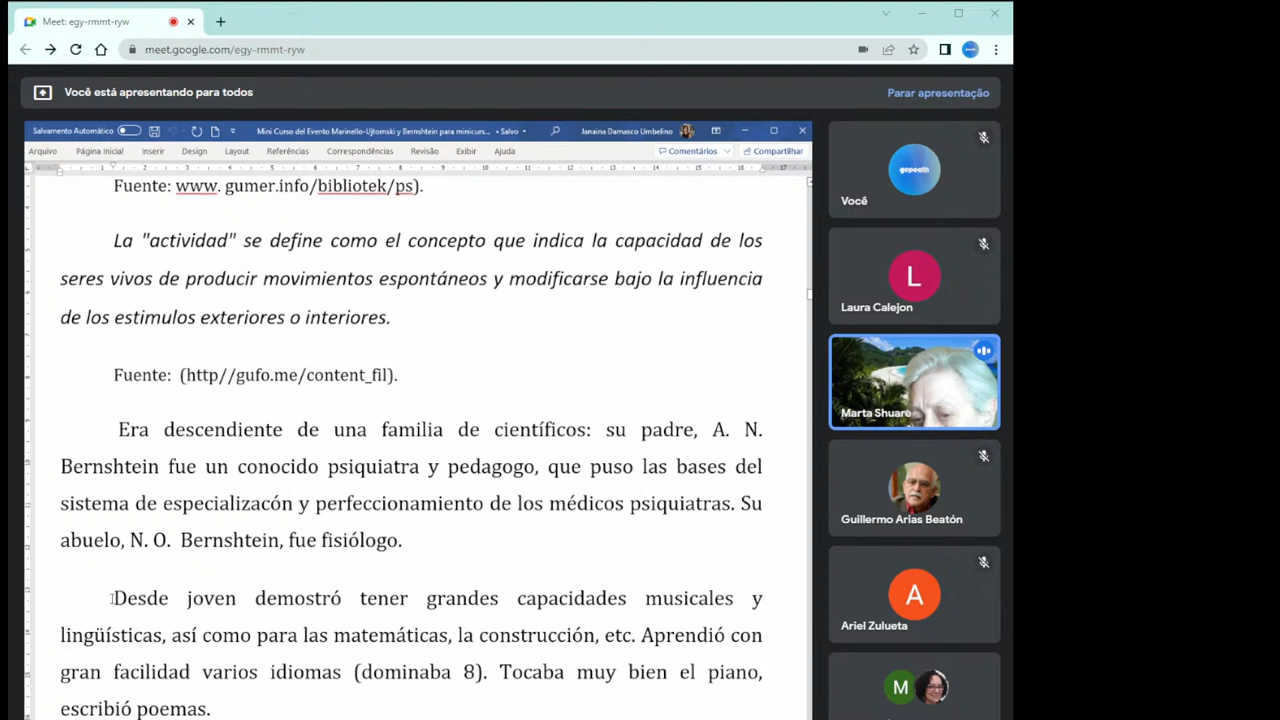 Meet: egy-rmmt-ryw
meet.google.com/egy-rmmt-ryw
Você está apresentando para todos
Parar apresentação
Salvamento Automático
Mini Curso del Evento Marinello-Ujtomski y Bernshtein para minicurs... • Salvo
Janaina Damasco Umbelino
Arquivo Página Inicial Inserir Design Layout Referências Correspondências Revisão Exibir Ajuda Comentários Compartilhar
Fuente: www. gumer.info/bibliotek/ps).
La "actividad" se define como el concepto que indica la capacidad de los
seres vivos de producir movimientos espontáneos y modificarse bajo la influencia
de los estimulos exteriores o interiores.
Fuente: (http//gufo.me/content_fil).
Era descendiente de una familia de científicos: su padre, A. N.
Bernshtein fue un conocido psiquiatra y pedagogo, que puso las bases del
sistema de especializacón y perfeccionamiento de los médicos psiquiatras. Su
abuelo, N. O. Bernshtein, fue fisiólogo.
Desde joven demostró tener grandes capacidades musicales y
lingüísticas, así como para las matemáticas, la construcción, etc. Aprendió con
gran facilidad varios idiomas (dominaba 8). Tocaba muy bien el piano,
escribió poemas.
gepeoth
Você
L
Laura Calejon
Marta Shuare
Guillermo Arias Beatón
A
Ariel Zulueta
M